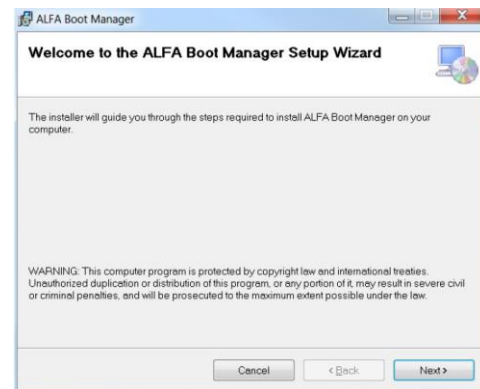 ALFA Boot Manager
Welcome to the ALFA Boot Manager Setup Wizard
The installer will guide you through the steps required to install ALFA Boot Manager on your
computer.
WARNING: This computer program is protected by copyright law and international treaties.
Unauthorized duplication or distribution of this program, or any portion of it, may result in severe civil
or criminal penalties, and will be prosecuted to the maximum extent possible under the law.
Cancel < Back Next >